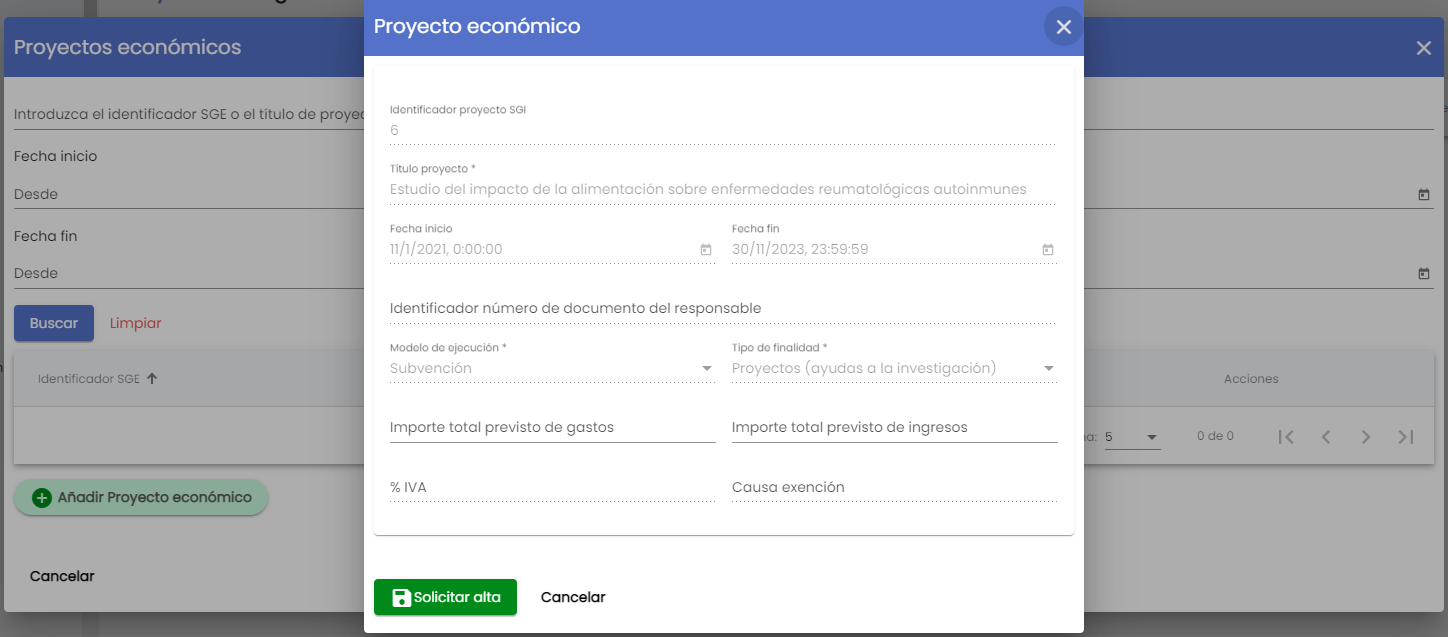 Proyecto económico
Identificador proyecto SGI
6
Título proyecto *
Estudio del impacto de la alimentación sobre enfermedades reumatológicas autoinmunes
Fecha inicio
Fecha fin
11/1/2021, 0:00:00
30/11/2023, 23:59:59
Identificador número de documento del responsable
Modelo de ejecución *
Tipo de finalidad *
Subvención
Proyectos (ayudas a la investigación)
Importe total previsto de gastos
Importe total previsto de ingresos
% IVA
Causa exención
Solicitar alta
Cancelar
Proyectos económicos
Introduzca el identificador SGE o el título de
Fecha inicio
Desde
Fecha fin
Desde
Buscar
Limpiar
Identificador SGE
Acciones
5
0 de 0
Añadir Proyecto económico
Cancelar